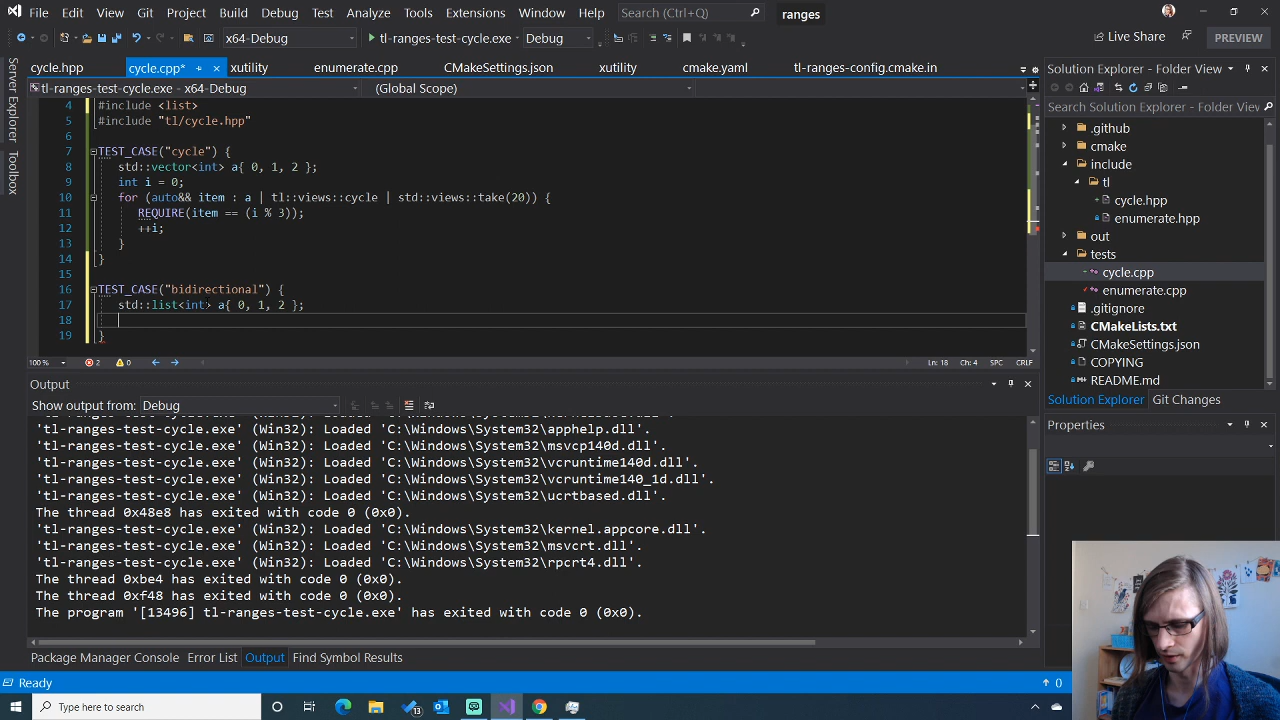 File Edit View Git Project Build Debug Test Analyze Tools Extensions Window Help Search (Ctrl+Q) ranges
x64-Debug tl-ranges-test-cycle.exe Debug Live Share PREVIEW
Server Explorer
Toolbox
cycle.hpp cycle.cpp* xutility enumerate.cpp CMakeSettings.json xutility cmake.yaml tl-ranges-config.cmake.in
tl-ranges-test-cycle.exe - x64-Debug (Global Scope)
4 #include <list>
5 #include "tl/cycle.hpp"
6
7 TEST_CASE("cycle") {
8 std::vector<int> a{ 0, 1, 2 };
9 int i = 0;
10 for (auto&& item : a | tl::views::cycle | std::views::take(20)) {
11 REQUIRE(item == (i % 3));
12 ++i;
13 }
14 }
15
16 TEST_CASE("bidirectional") {
17 std::list<int> a{ 0, 1, 2 };
18
19 }
100 % 2 0 Ln: 18 Ch: 4 SPC CRLF
Output
Show output from: Debug
'tl-ranges-test-cycle.exe' (Win32): Loaded 'C:\Windows\System32\apphelp.dll'.
'tl-ranges-test-cycle.exe' (Win32): Loaded 'C:\Windows\System32\msvcp140d.dll'.
'tl-ranges-test-cycle.exe' (Win32): Loaded 'C:\Windows\System32\vcruntime140d.dll'.
'tl-ranges-test-cycle.exe' (Win32): Loaded 'C:\Windows\System32\vcruntime140_1d.dll'.
'tl-ranges-test-cycle.exe' (Win32): Loaded 'C:\Windows\System32\ucrtbased.dll'.
The thread 0x48e8 has exited with code 0 (0x0).
'tl-ranges-test-cycle.exe' (Win32): Loaded 'C:\Windows\System32\kernel.appcore.dll'.
'tl-ranges-test-cycle.exe' (Win32): Loaded 'C:\Windows\System32\msvcrt.dll'.
'tl-ranges-test-cycle.exe' (Win32): Loaded 'C:\Windows\System32\rpcrt4.dll'.
The thread 0xbe4 has exited with code 0 (0x0).
The thread 0xf48 has exited with code 0 (0x0).
The program '[13496] tl-ranges-test-cycle.exe' has exited with code 0 (0x0).
Package Manager Console Error List Output Find Symbol Results
Solution Explorer - Folder View
Search Solution Explorer - Folder View
.github
cmake
include
tl
cycle.hpp
enumerate.hpp
out
tests
cycle.cpp
enumerate.cpp
.gitignore
CMakeLists.txt
CMakeSettings.json
COPYING
README.md
Solution Explorer Git Changes
Properties
Ready 0
Type here to search 13